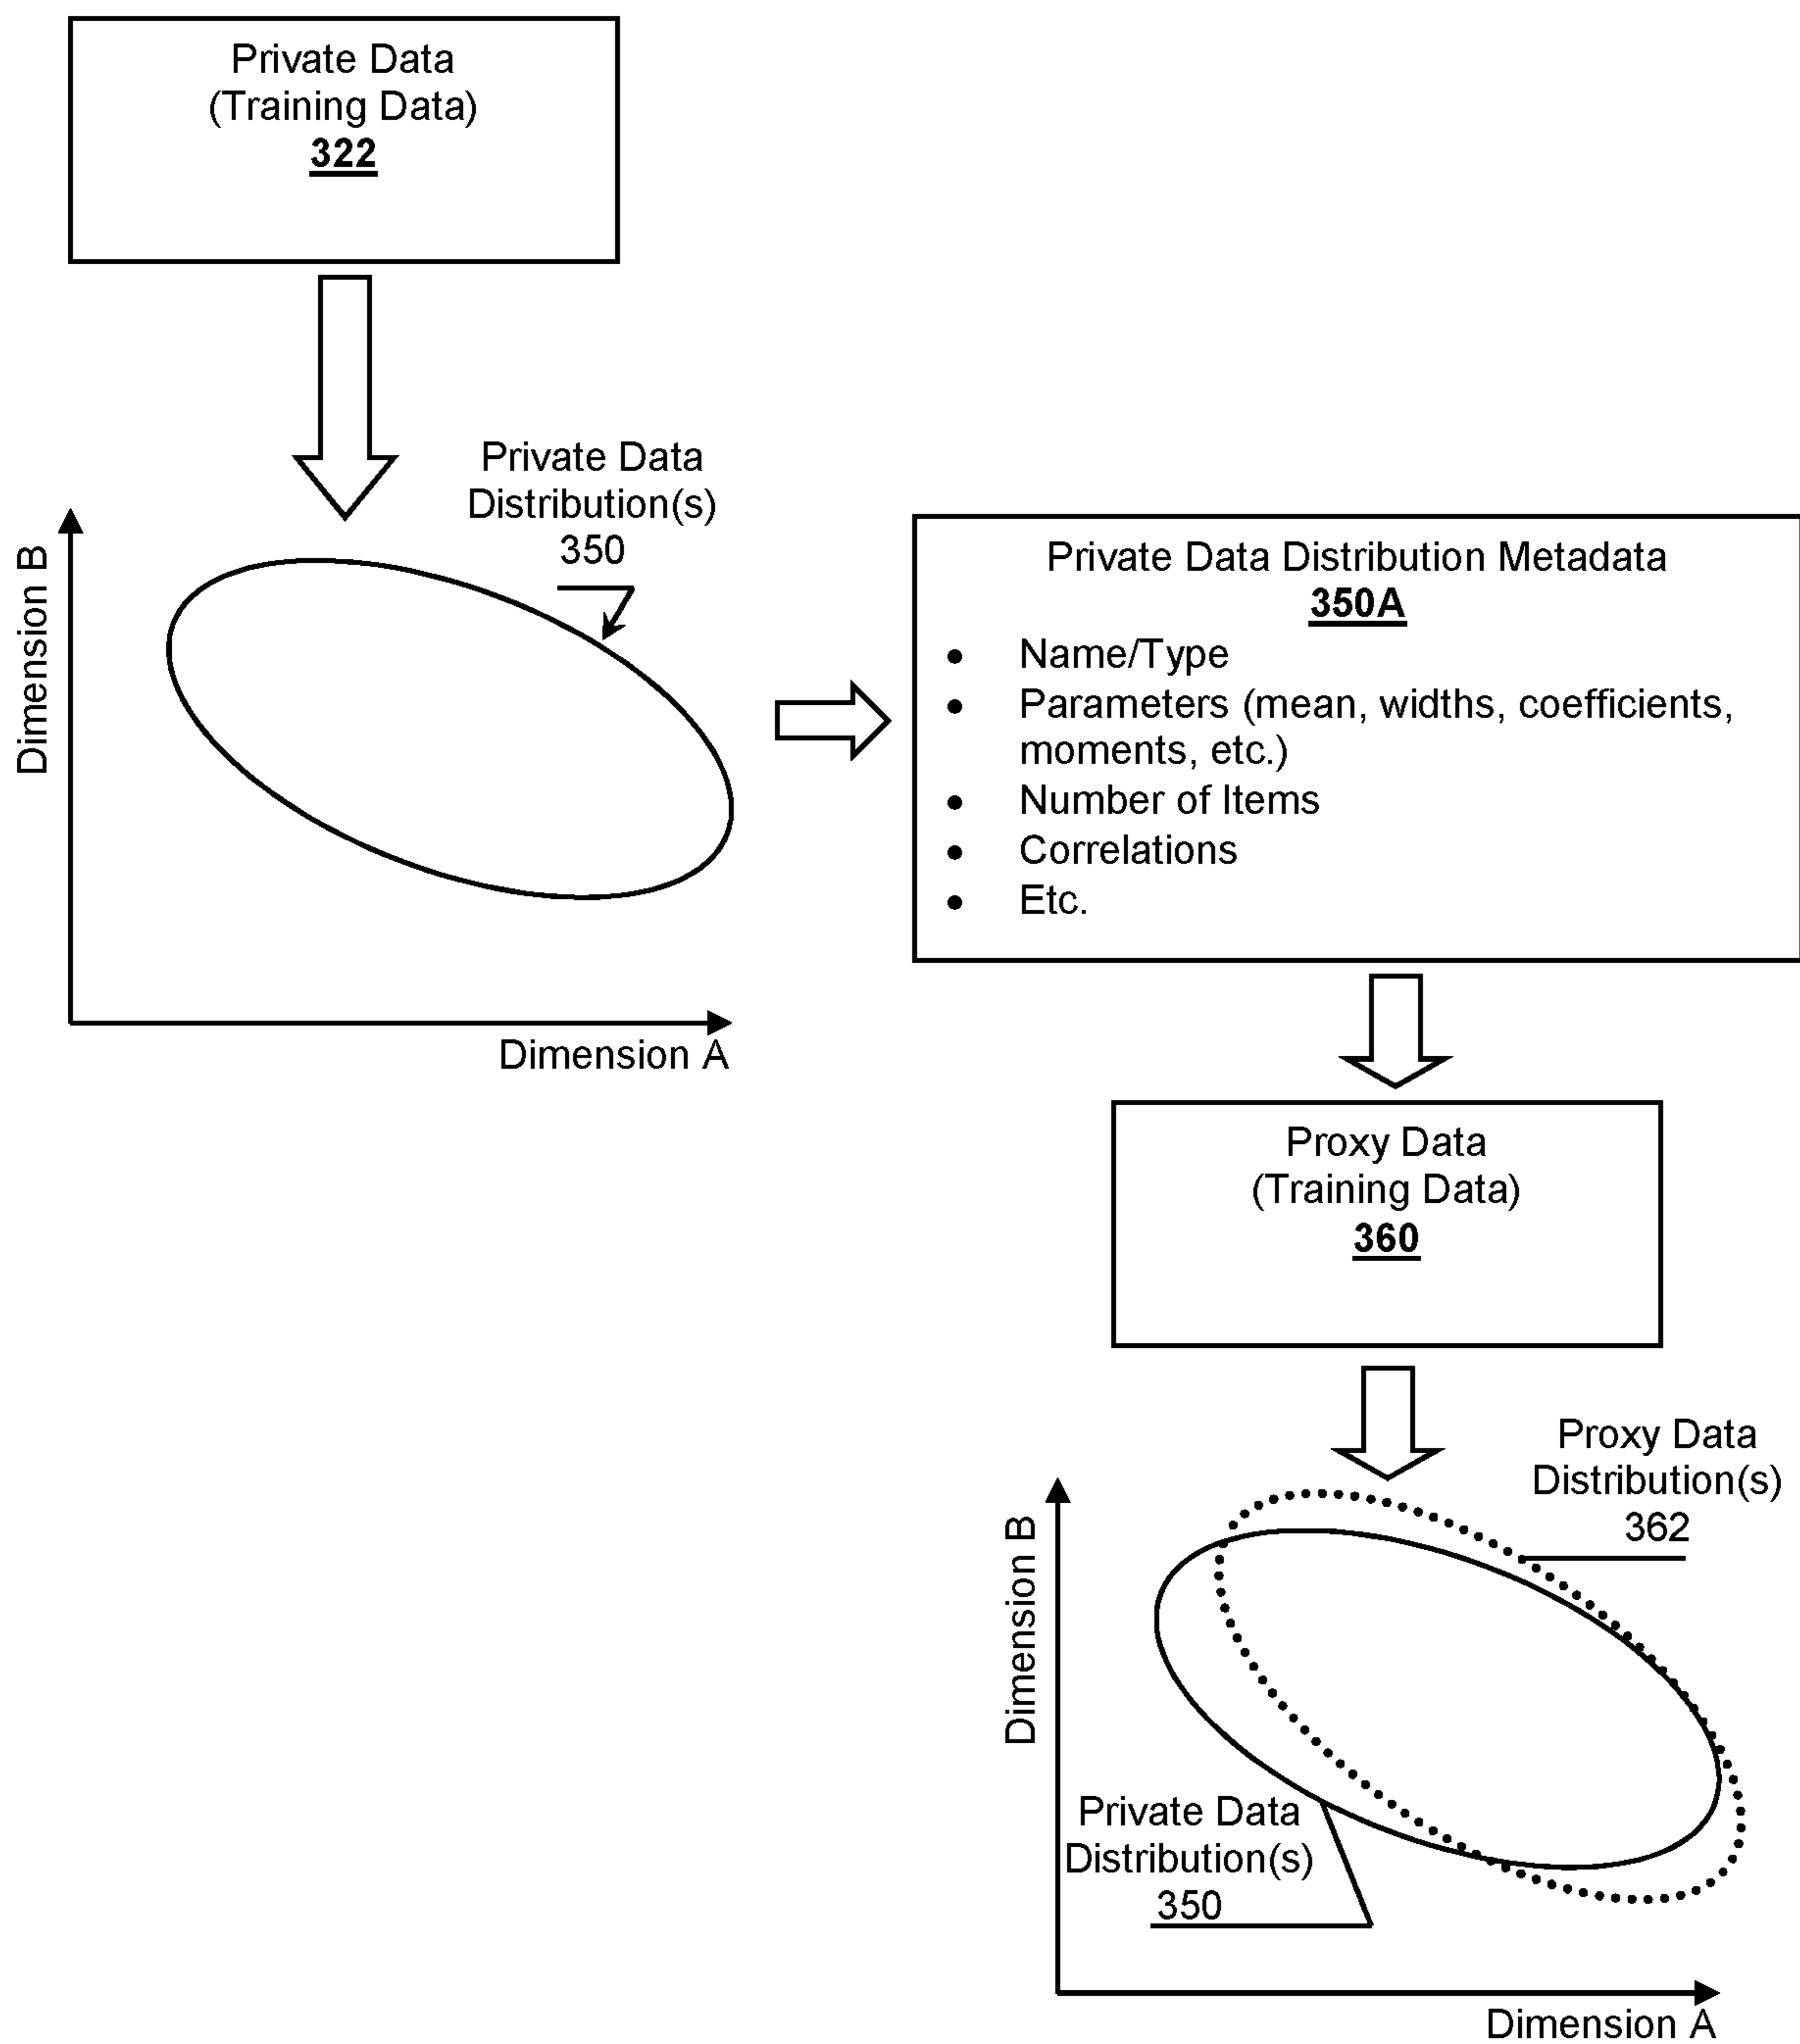 Private Data
(Training Data)
322
Private Data
Distribution(s)
350
Dimension B
Dimension A
Private Data Distribution Metadata
350A
• Name/Type
• Parameters (mean, widths, coefficients,
moments, etc.)
• Number of Items
• Correlations
• Etc.
Proxy Data
(Training Data)
360
Proxy Data
Distribution(s)
362
Dimension B
Private Data
Distribution(s)
350
Dimension A